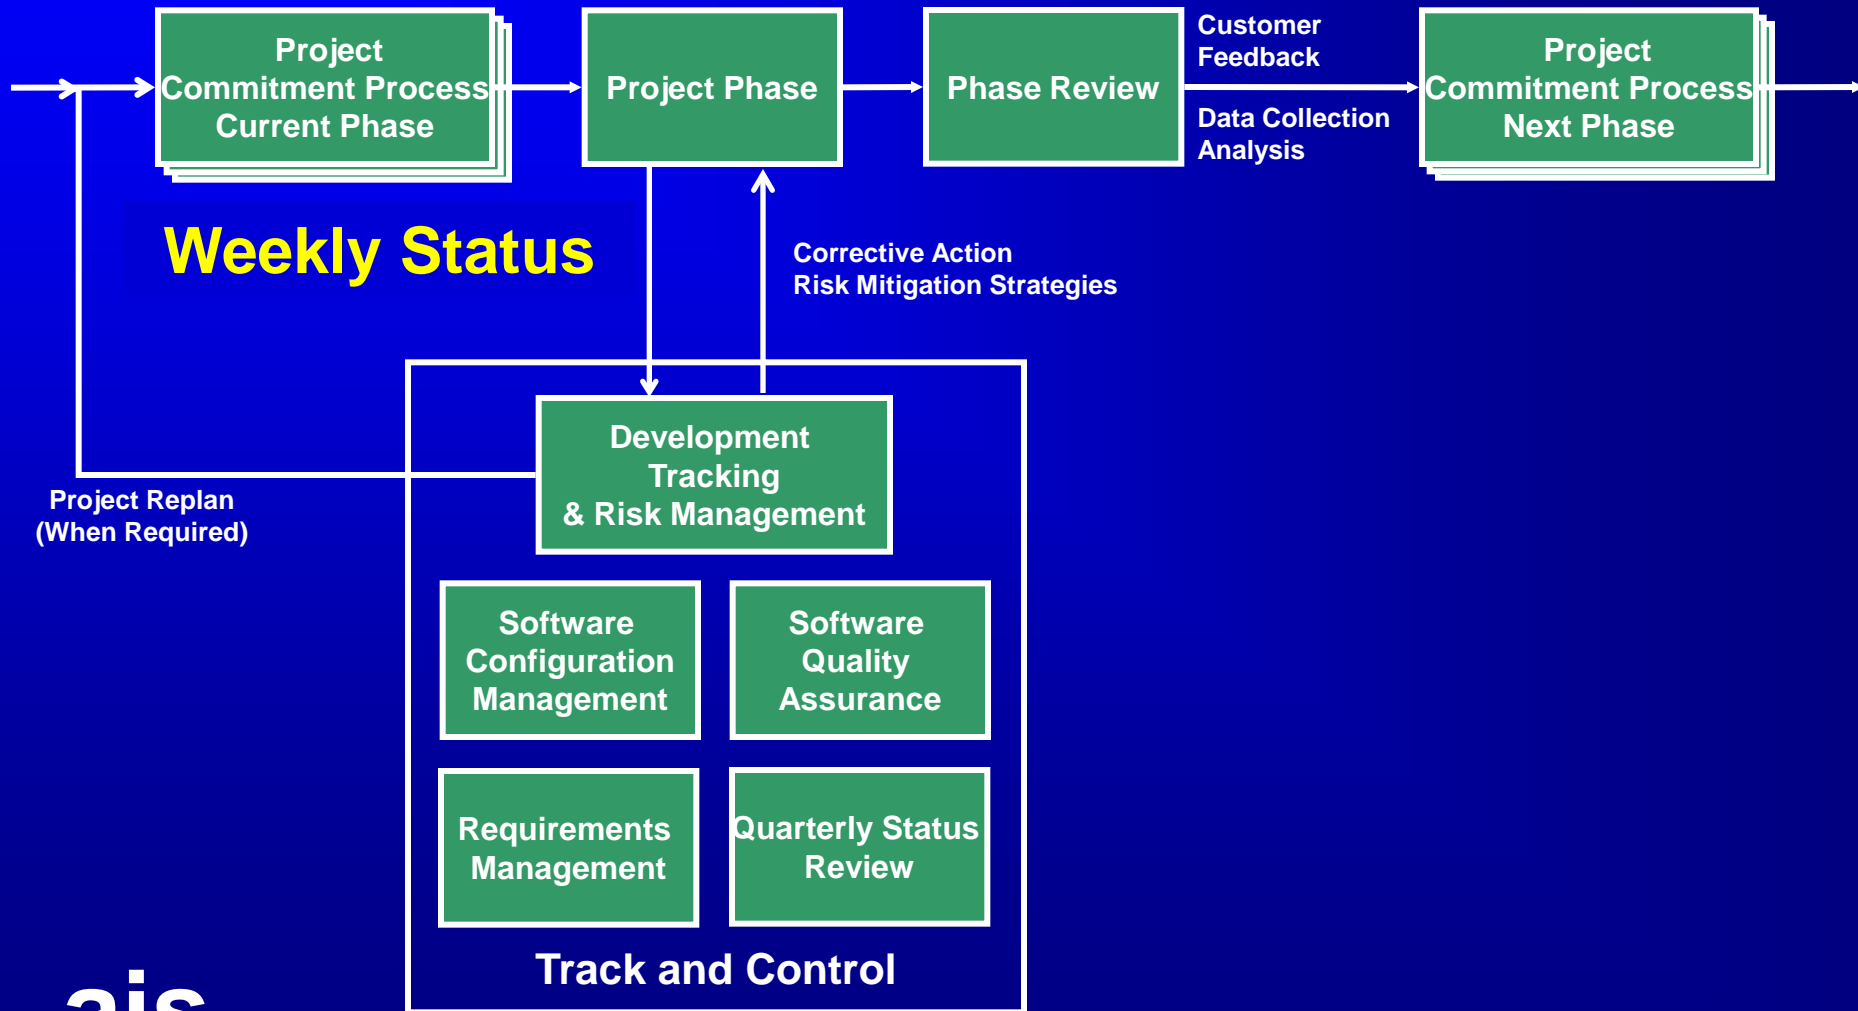 Project
Commitment Process
Current Phase
Project Phase
Phase Review
Customer
Feedback
Data Collection
Analysis
Project
Commitment Process
Next Phase
Weekly Status
Corrective Action
Risk Mitigation Strategies
Development
Tracking
& Risk Management
Project Replan
(When Required)
Software
Configuration
Management
Software
Quality
Assurance
Requirements
Management
Quarterly Status
Review
Track and Control
ais